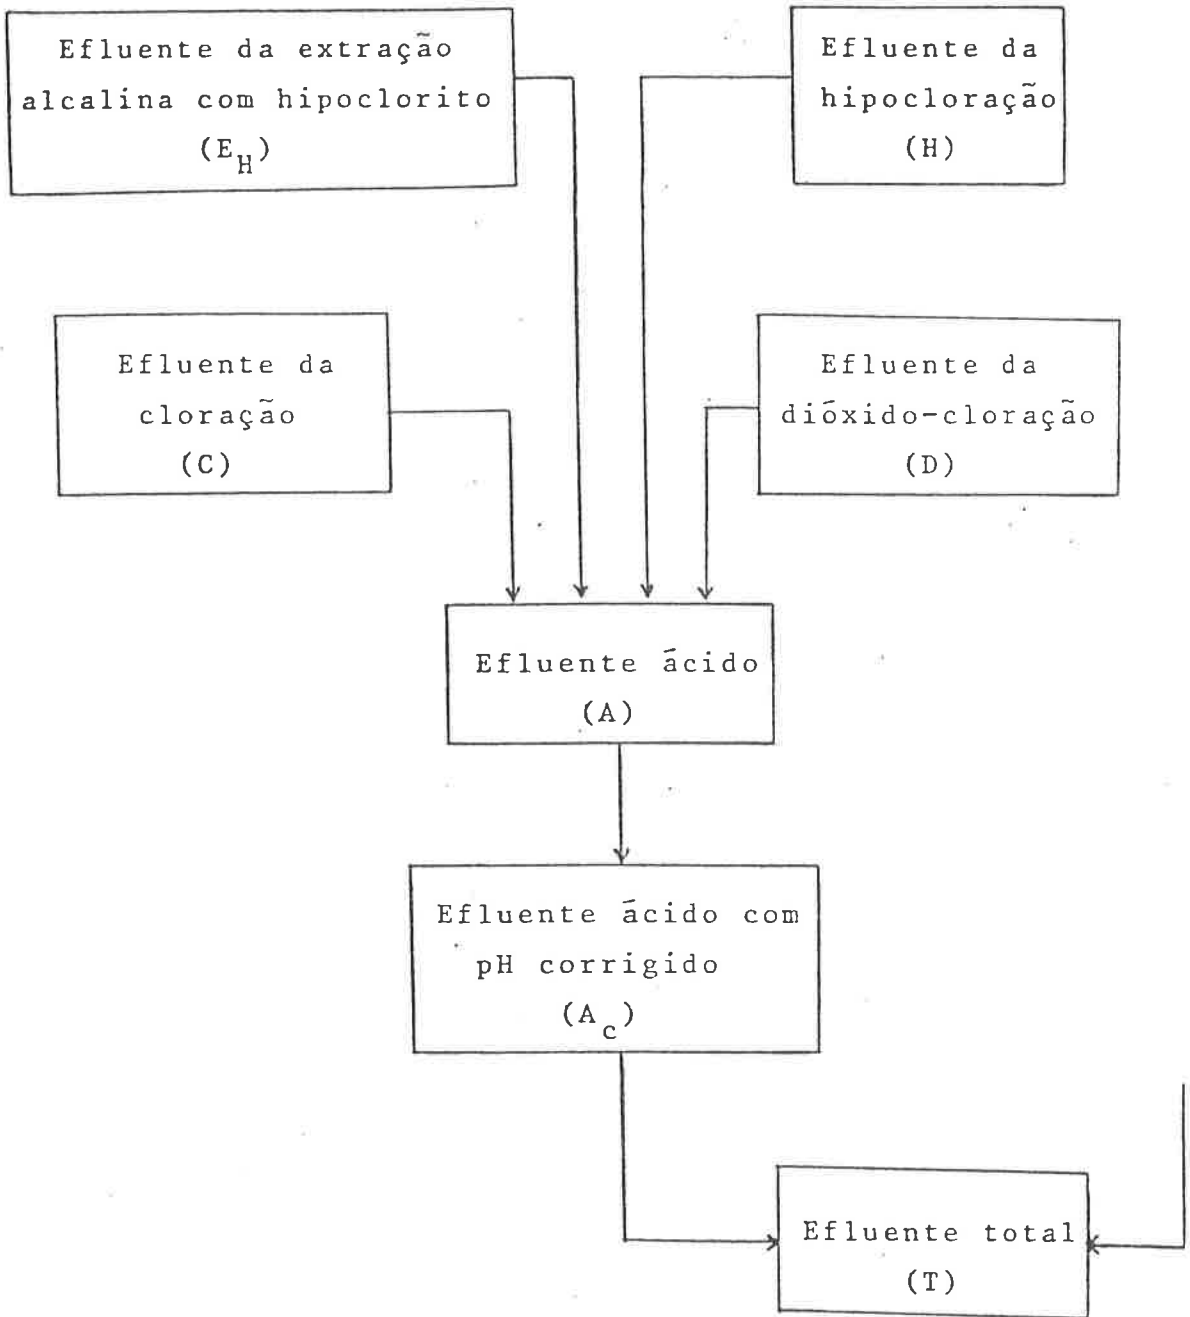 Efluente da extração
alcalina com hipoclorito
(E_H)
Efluente da
hipocloração
(H)
Efluente da
cloração
(C)
Efluente da
dióxido-cloração
(D)
Efluente ácido
(A)
Efluente ácido com
pH corrigido
(A_c)
Efluente total
(T)